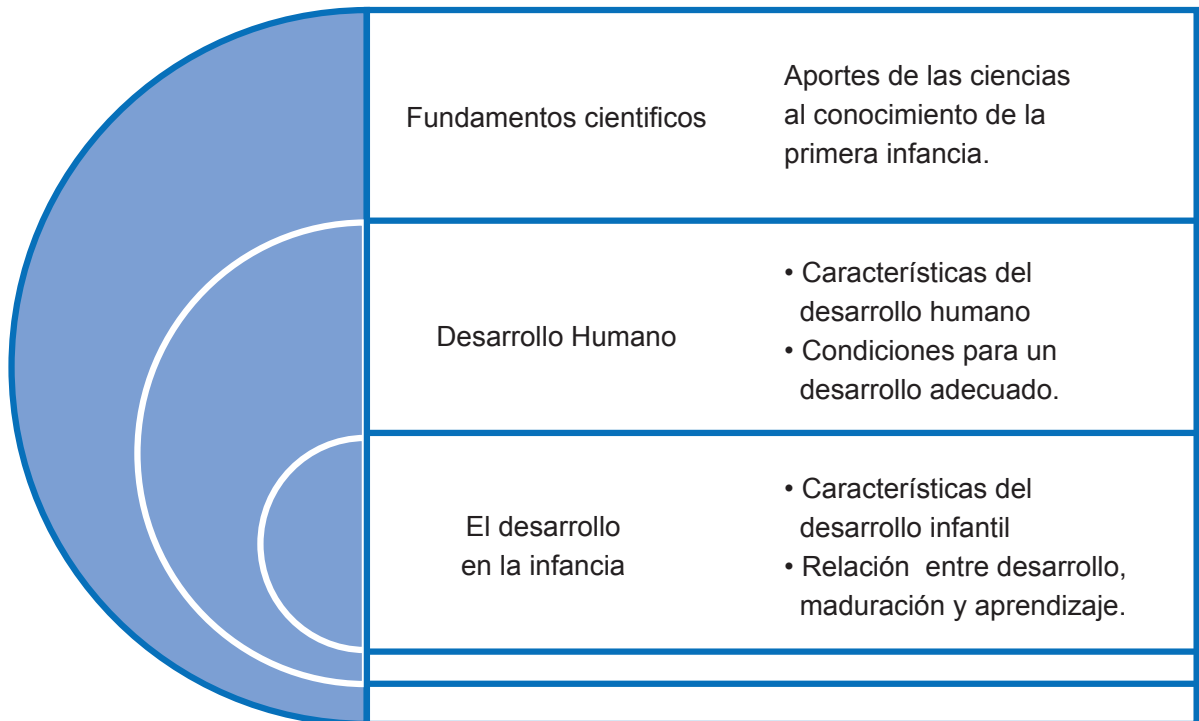 Fundamentos cientificos
Aportes de las ciencias
al conocimiento de la
primera infancia.
Desarrollo Humano
• Características del
desarrollo humano
• Condiciones para un
desarrollo adecuado.
El desarrollo
en la infancia
• Características del
desarrollo infantil
• Relación  entre desarrollo,
maduración y aprendizaje.